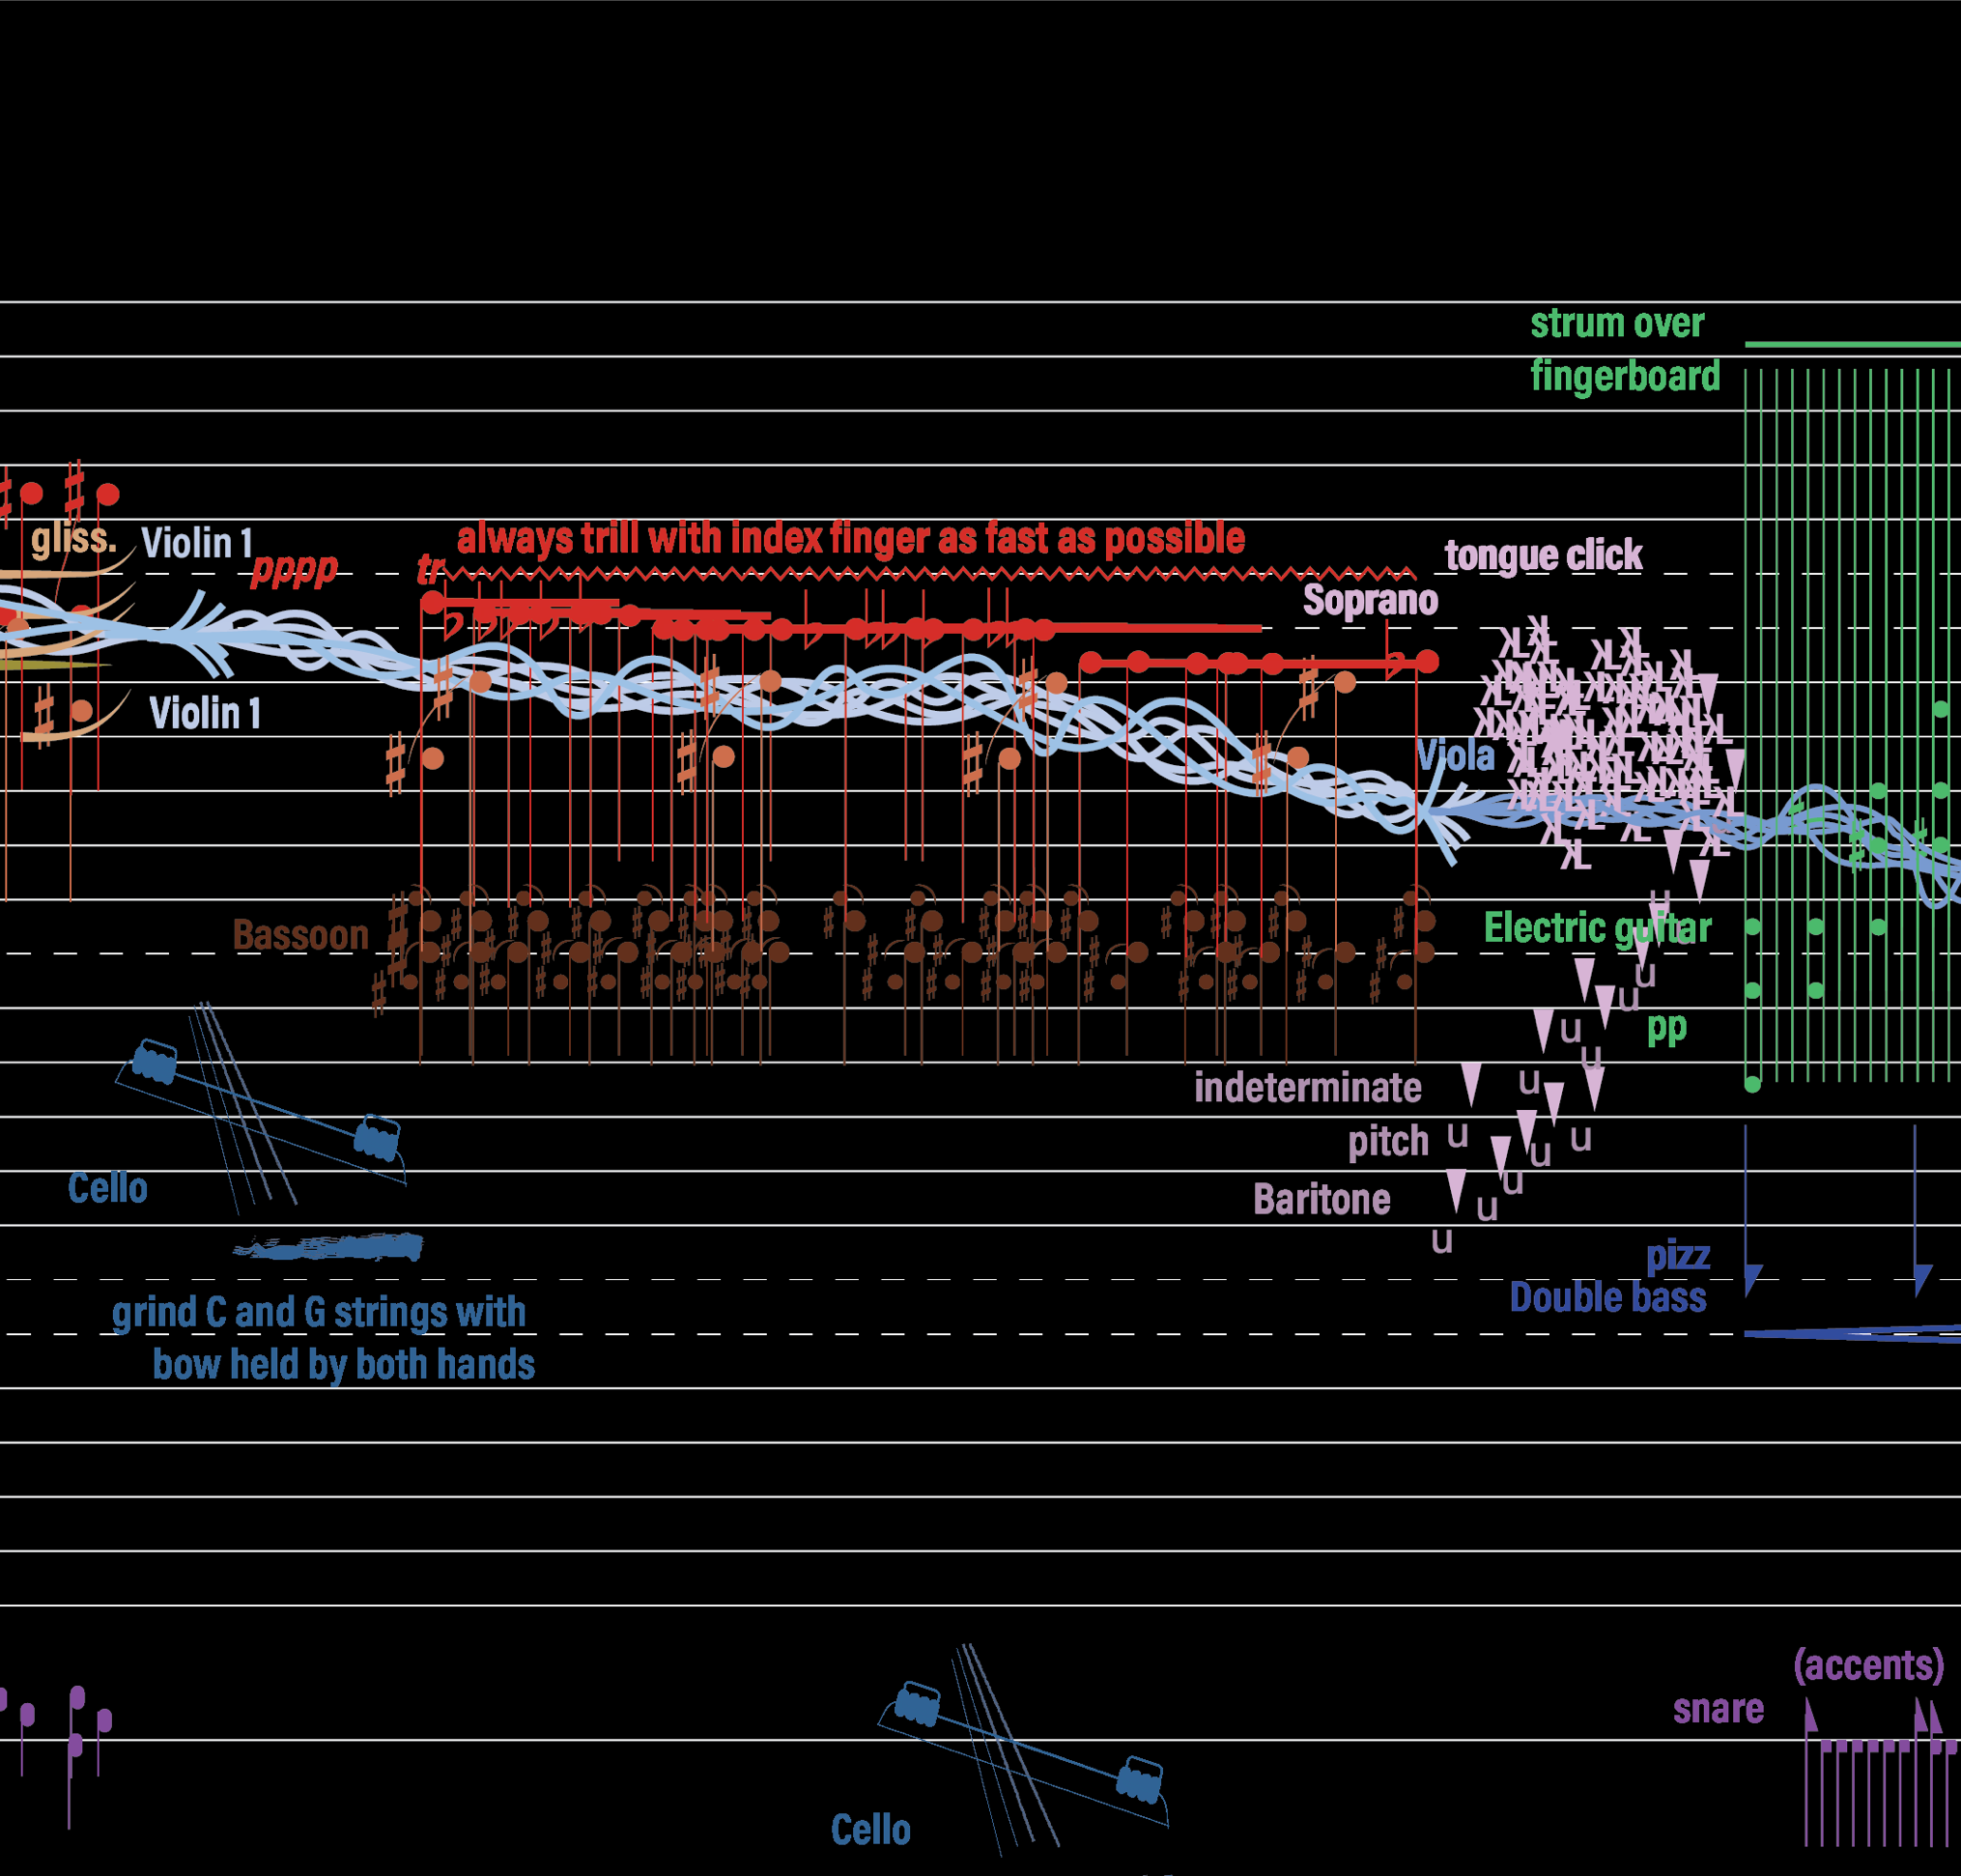 strum over
fingerboard
gliss.
Violin 1
pppp
tr
always trill with index finger as fast as possible
tongue click
Soprano
Violin 1
Viola
Bassoon
Electric guitar
pp
indeterminate
pitch
Baritone
u
u
u
u
u
u
u
u
u
u
u
u
Cello
pizz
Double bass
grind C and G strings with
bow held by both hands
(accents)
snare
Cello